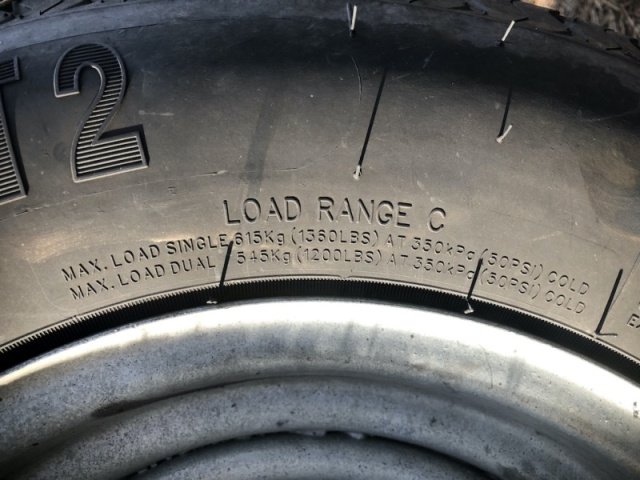 T2
LOAD RANGE C
MAX. LOAD SINGLE 615Kg (1360LBS) AT 350kPa (50PSI) COLD
MAX. LOAD DUAL 545Kg (1200LBS) AT 350kPa (50PSI) COLD